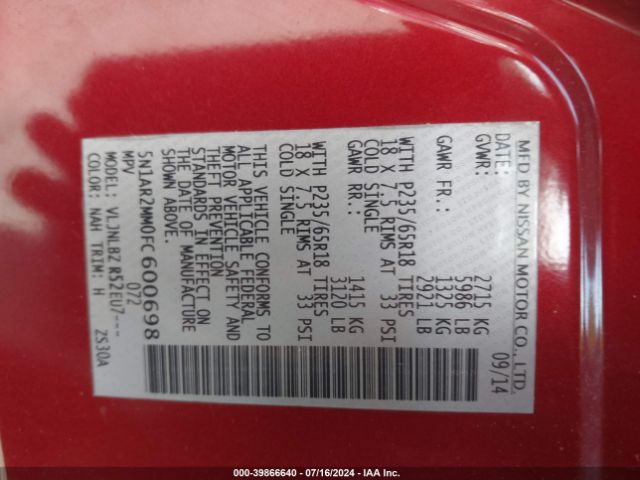 MFD BY NISSAN MOTOR CO., LTD.
DATE: 09/14
GVWR: 2715 KG
5986 LB
GAWR FR.: 1325 KG
2921 LB
WITH P235/65R18 TIRES
18 X 7.5 RIMS AT 33 PSI
COLD SINGLE
GAWR RR.: 1415 KG
3120 LB
WITH P235/65R18 TIRES
18 X 7.5 RIMS AT 33 PSI
COLD SINGLE
THIS VEHICLE CONFORMS TO
ALL APPLICABLE FEDERAL
MOTOR VEHICLE SAFETY AND
THEFT PREVENTION
STANDARDS IN EFFECT ON
THE DATE OF MANUFACTURE
SHOWN ABOVE.
5N1AR2MM0FC600698
MPV 072
MODEL: VLJNLBZ R52EU7---
COLOR: NAH TRIM: H ZS30A
000-39866640 - 07/16/2024 - IAA Inc.